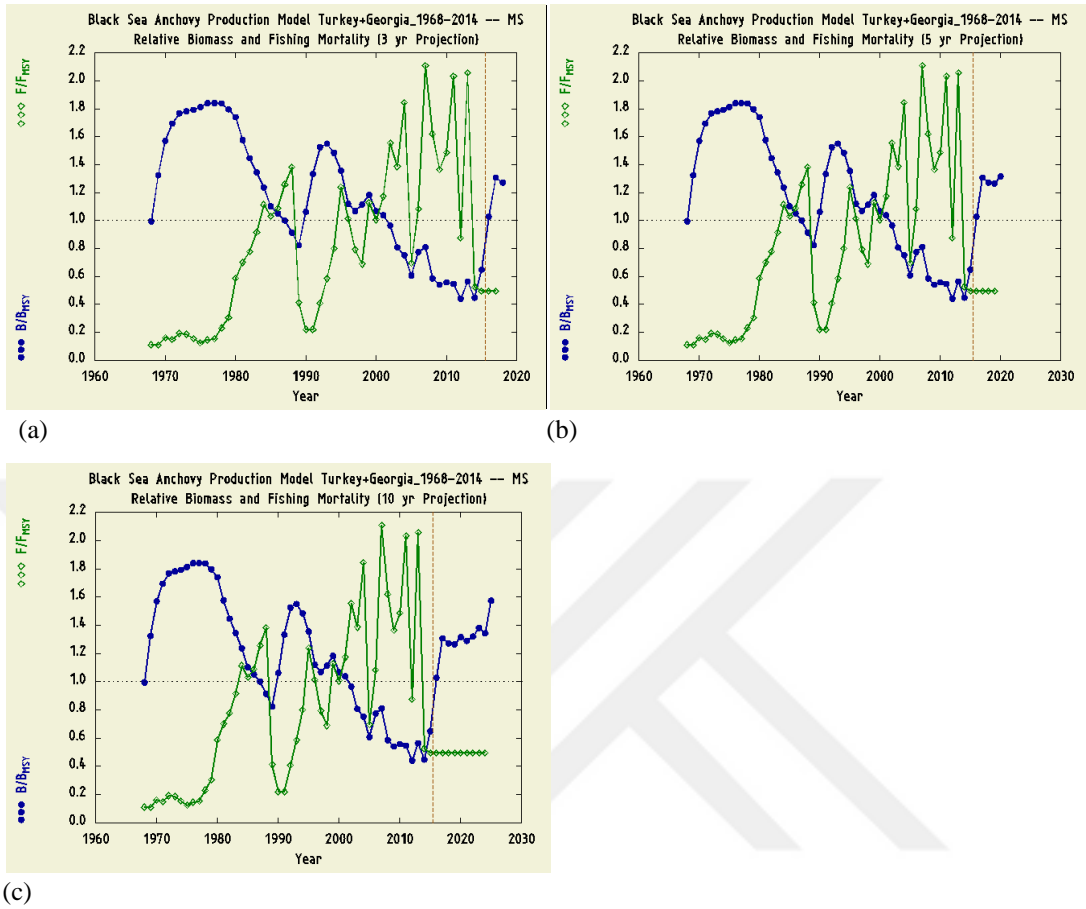 Black Sea Anchovy Production Model Turkey+Georgia_1968-2014 -- MS
Relative Biomass and Fishing Mortality (3 yr Projection)
F/FMSY
B/BMSY
2.2
2.0
1.8
1.6
1.4
1.2
1.0
0.8
0.6
0.4
0.2
0.0
1960 1970 1980 1990 2000 2010 2020
Year
(a)
Black Sea Anchovy Production Model Turkey+Georgia_1968-2014 -- MS
Relative Biomass and Fishing Mortality (5 yr Projection)
F/FMSY
B/BMSY
2.2
2.0
1.8
1.6
1.4
1.2
1.0
0.8
0.6
0.4
0.2
0.0
1960 1970 1980 1990 2000 2010 2020 2030
Year
(b)
Black Sea Anchovy Production Model Turkey+Georgia_1968-2014 -- MS
Relative Biomass and Fishing Mortality (10 yr Projection)
F/FMSY
B/BMSY
2.2
2.0
1.8
1.6
1.4
1.2
1.0
0.8
0.6
0.4
0.2
0.0
1960 1970 1980 1990 2000 2010 2020 2030
Year
(c)